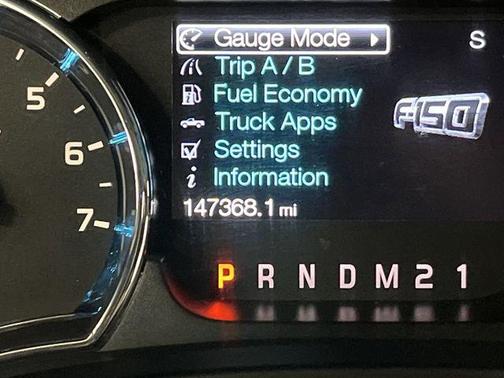 Gauge Mode
S
Trip A / B
Fuel Economy
Truck Apps
F-150
Settings
Information
147368.1 mi
5
6
7
P R N D M 2 1